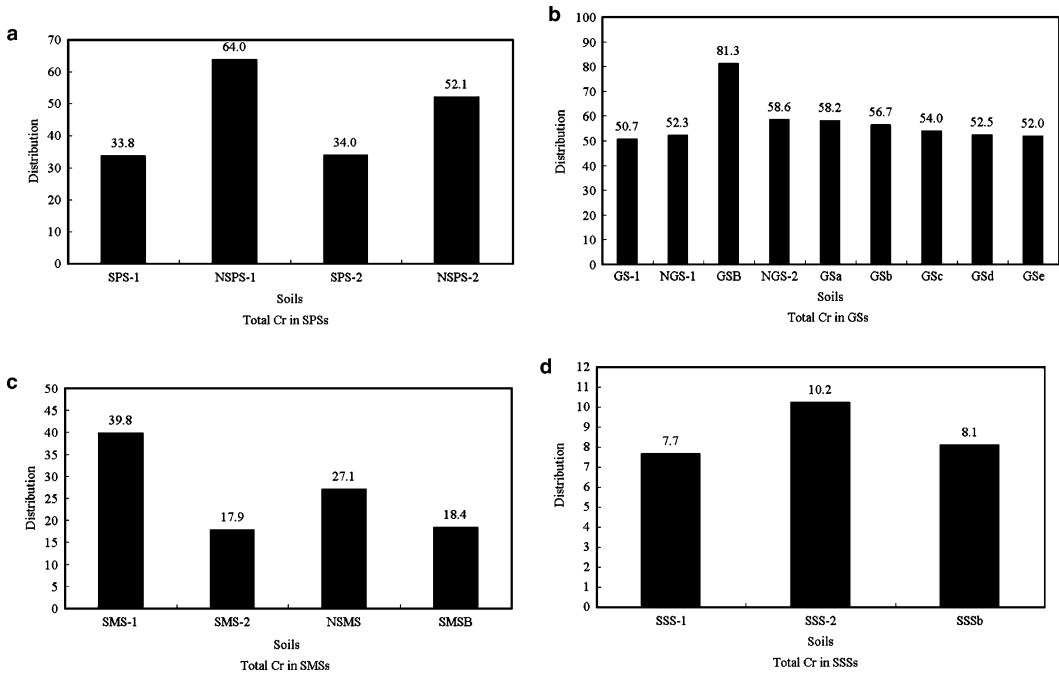 a
70
60
50
40
30
20
10
0
Distribution
33.8
64.0
34.0
52.1
SPS-1 NSPS-1 SPS-2 NSPS-2
Soils
Total Cr in SPSs
b
100
90
80
70
60
50
40
30
20
10
0
Distribution
50.7 52.3 81.3 58.6 58.2 56.7 54.0 52.5 52.0
GS-1 NGS-1 GSB NGS-2 GSa GSb GSc GSd GSe
Soils
Total Cr in GSs
c
50
45
40
35
30
25
20
15
10
5
0
Distribution
39.8
17.9
27.1
18.4
SMS-1 SMS-2 NSMS SMSB
Soils
Total Cr in SMSs
d
12
11
10
9
8
7
6
5
4
3
2
1
0
Distribution
7.7
10.2
8.1
SSS-1 SSS-2 SSSb
Soils
Total Cr in SSSs